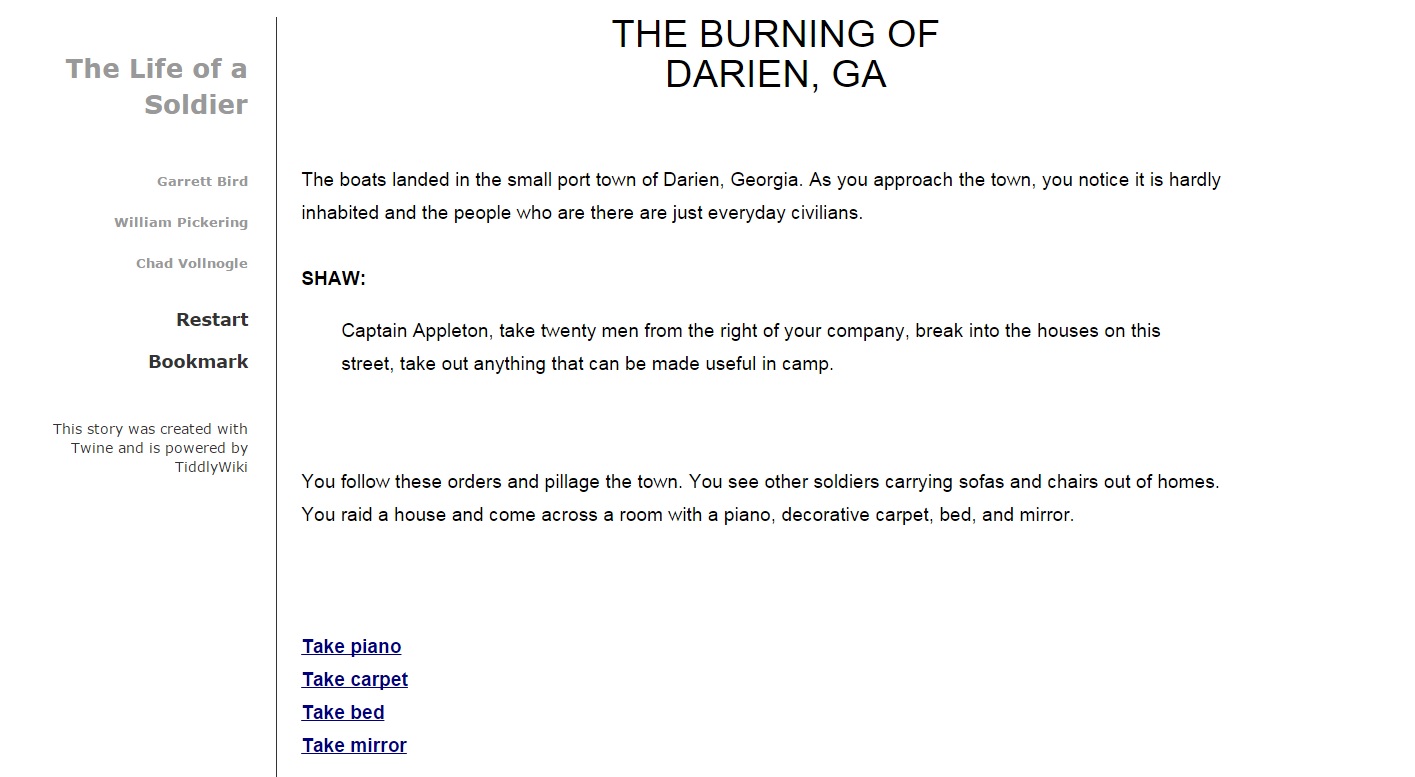 The Life of a
Soldier
Garrett Bird
William Pickering
Chad Vollnogle
Restart
Bookmark
This story was created with
Twine and is powered by
TiddlyWiki
THE BURNING OF
DARIEN, GA
The boats landed in the small port town of Darien, Georgia. As you approach the town, you notice it is hardly
inhabited and the people who are there are just everyday civilians.
SHAW:
Captain Appleton, take twenty men from the right of your company, break into the houses on this
street, take out anything that can be made useful in camp.
You follow these orders and pillage the town. You see other soldiers carrying sofas and chairs out of homes.
You raid a house and come across a room with a piano, decorative carpet, bed, and mirror.
Take piano
Take carpet
Take bed
Take mirror